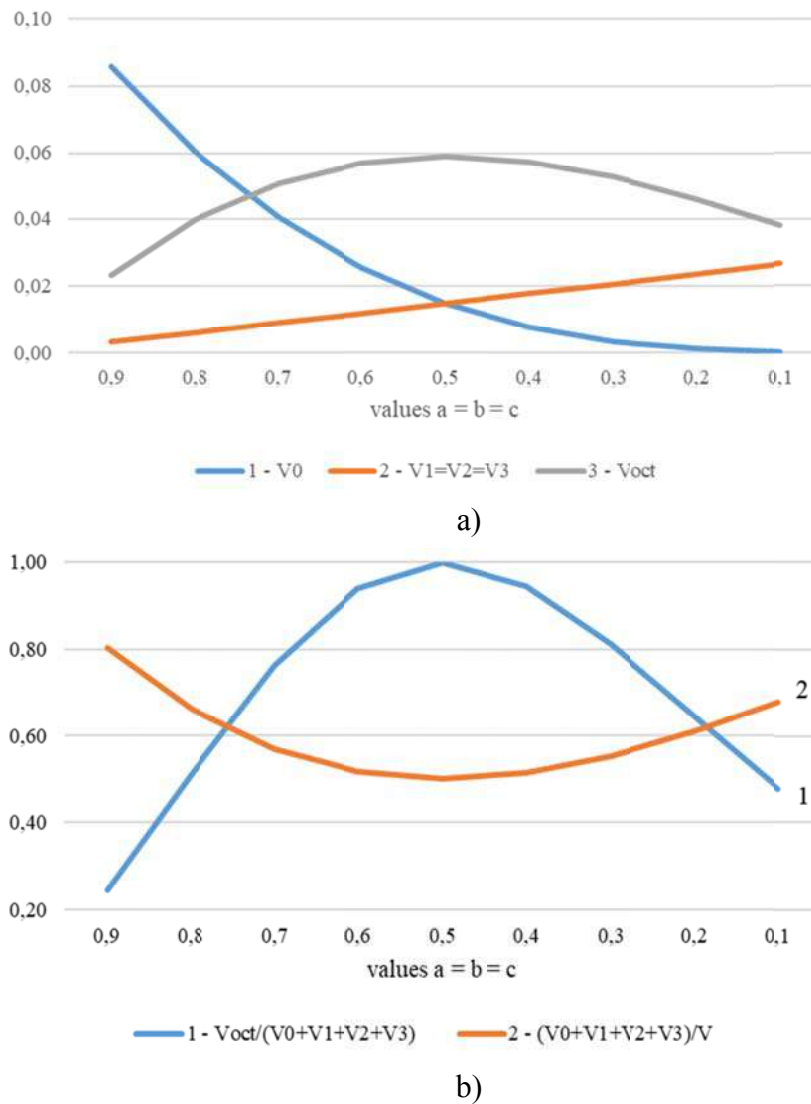 0,10
0,08
0,06
0,04
0,02
0,00
0,9 0,8 0,7 0,6 0,5 0,4 0,3 0,2 0,1
values a = b = c
1 - V0 2 - V1=V2=V3 3 - Voct
a)
1,00
0,80
0,60
0,40
0,20
2
1
0,9 0,8 0,7 0,6 0,5 0,4 0,3 0,2 0,1
values a = b = c
1 - Voct/(V0+V1+V2+V3) 2 - (V0+V1+V2+V3)/V
b)